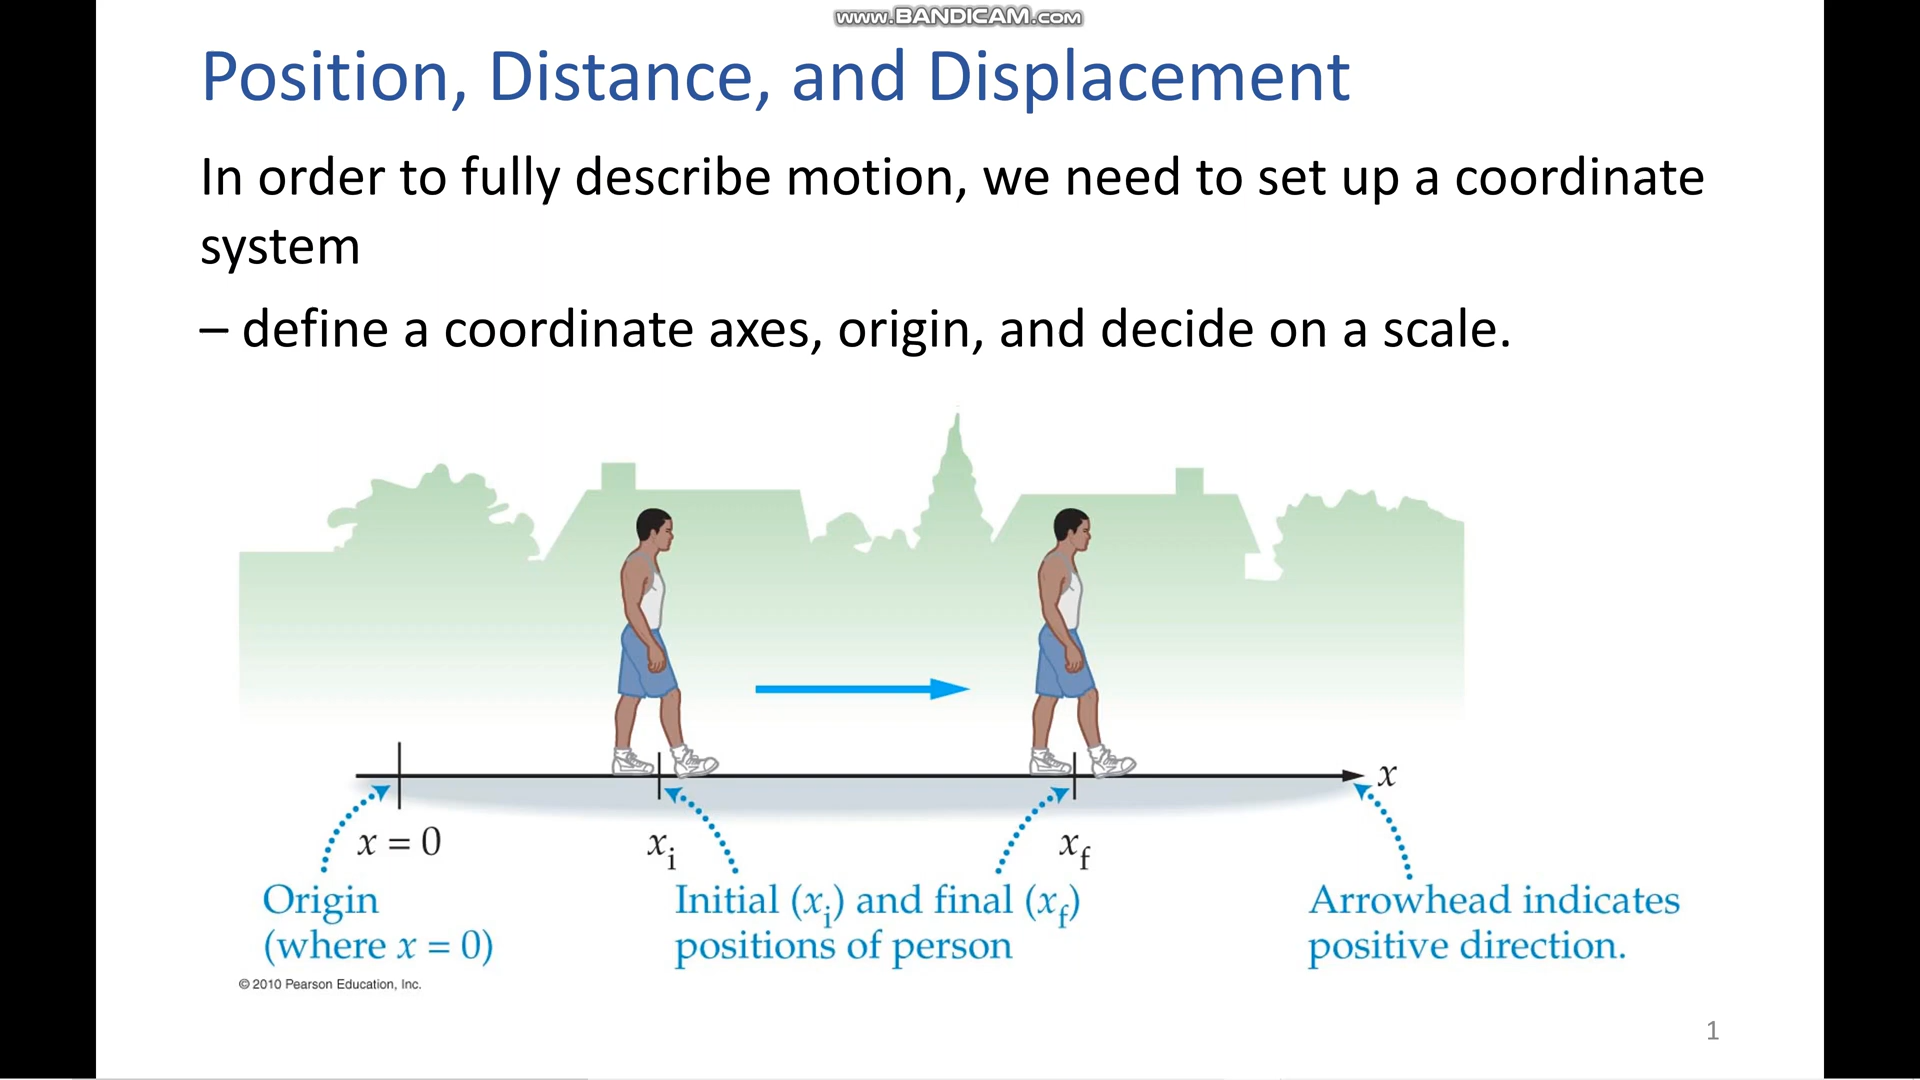 www.BANDICAM.com
Position, Distance, and Displacement
In order to fully describe motion, we need to set up a coordinate
system
– define a coordinate axes, origin, and decide on a scale.
x
x = 0
xi
xf
Origin
(where x = 0)
Initial (xi) and final (xf)
positions of person
Arrowhead indicates
positive direction.
© 2010 Pearson Education, Inc.
1